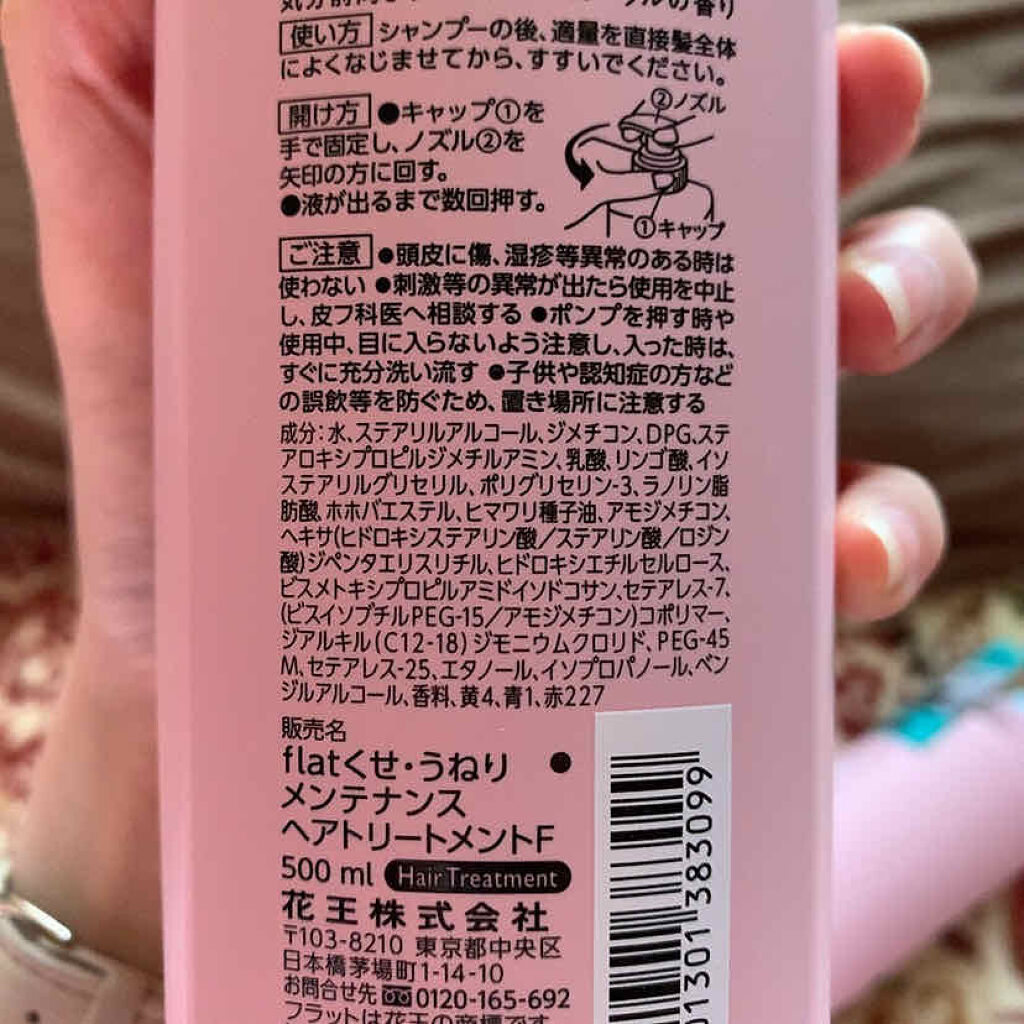 の香り
使い方 シャンプーの後、適量を直接髪全体
によくなじませてから、すすいでください。
開け方 ●キャップ①を
手で固定し、ノズル②を
矢印の方に回す。
●液が出るまで数回押す。
②ノズル
①キャップ
ご注意 ●頭皮に傷、湿疹等異常のある時は
使わない ●刺激等の異常が出たら使用を中止
し、皮フ科医へ相談する ●ポンプを押す時や
使用中、目に入らないよう注意し、入った時は、
すぐに充分洗い流す ●子供や認知症の方など
の誤飲等を防ぐため、置き場所に注意する
成分：水、ステアリルアルコール、ジメチコン、DPG、ステ
アロキシプロピルジメチルアミン、乳酸、リンゴ酸、イソ
ステアリルグリセリル、ポリグリセリン-3、ラノリン脂
肪酸、ホホバエステル、ヒマワリ種子油、アモジメチコン、
ヘキサ(ヒドロキシステアリン酸／ステアリン酸／ロジン
酸)ジペンタエリスリチル、ヒドロキシエチルセルロース、
ビスメトキシプロピルアミドイソドコサン、セテアレス-7、
(ビスイソブチルPEG-15／アモジメチコン)コポリマー、
ジアルキル(C12-18)ジモニウムクロリド、PEG-45
M、セテアレス-25、エタノール、イソプロパノール、ベン
ジルアルコール、香料、黄4、青1、赤227
販売名
flatくせ・うねり ●
メンテナンス
ヘアトリートメントF
500 ml Hair Treatment
花王株式会社
〒103-8210 東京都中央区
日本橋茅場町1-14-10
お問合せ先 0120-165-692
フラットは花王の商標です
01301 383099